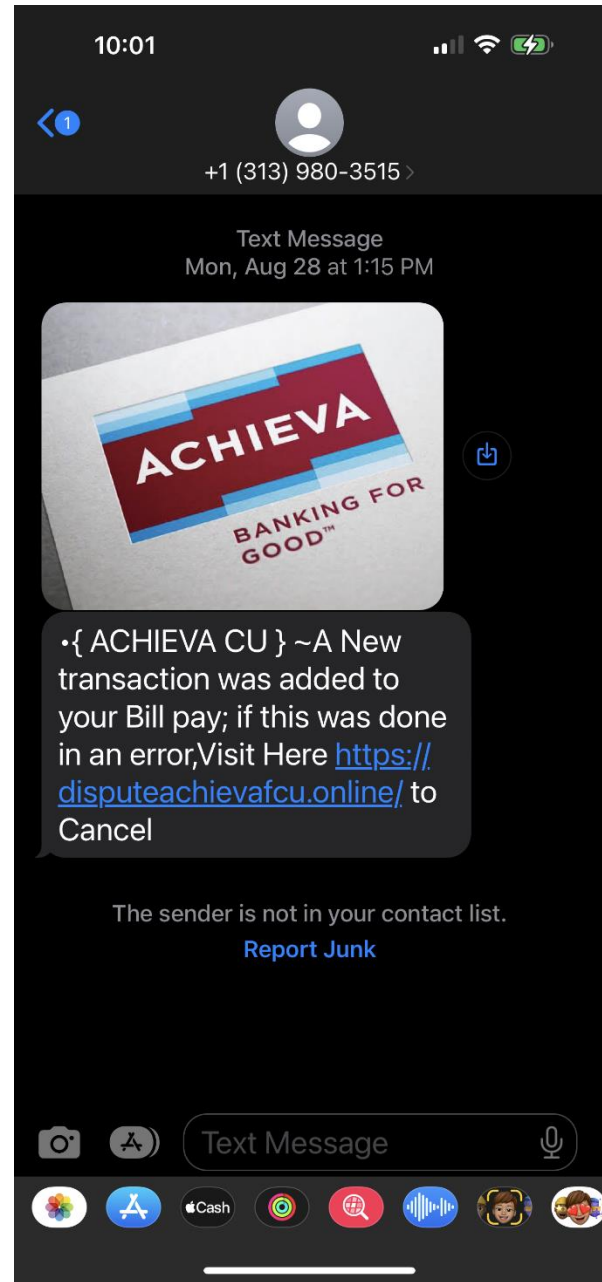 10:01
1
+1 (313) 980-3515 >
Text Message
Mon, Aug 28 at 1:15 PM
ACHIEVA
BANKING FOR
GOOD™
•{ ACHIEVA CU } ~A New
transaction was added to
your Bill pay; if this was done
in an error,Visit Here https://
disputeachievafcu.online/ to
Cancel
The sender is not in your contact list.
Report Junk
Text Message
Cash